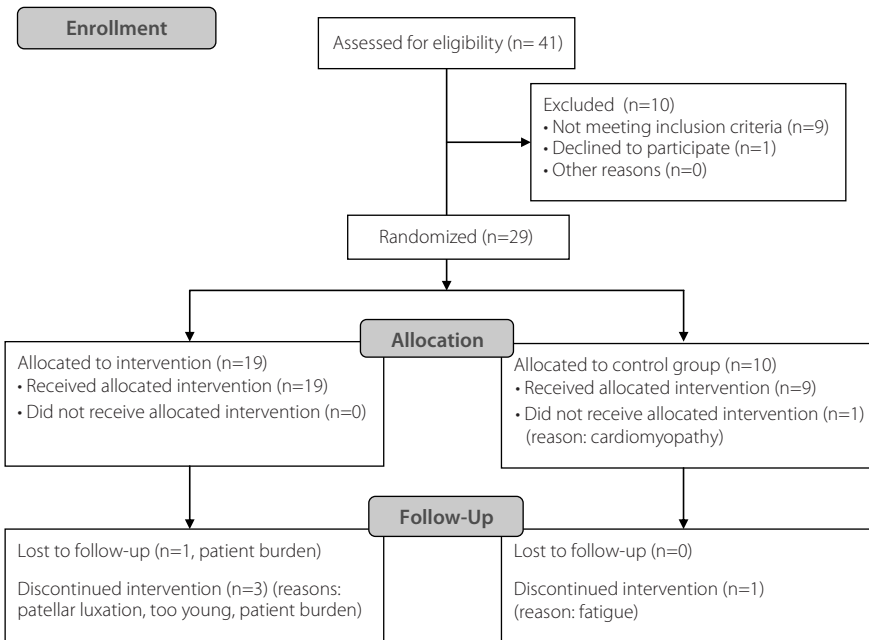 Enrollment
Assessed for eligibility (n= 41)
Excluded (n=10)
• Not meeting inclusion criteria (n=9)
• Declined to participate (n=1)
• Other reasons (n=0)
Randomized (n=29)
Allocation
Allocated to intervention (n=19)
• Received allocated intervention (n=19)
• Did not receive allocated intervention (n=0)
Allocated to control group (n=10)
• Received allocated intervention (n=9)
• Did not receive allocated intervention (n=1)
(reason: cardiomyopathy)
Follow-Up
Lost to follow-up (n=1, patient burden)
Discontinued intervention (n=3) (reasons:
patellar luxation, too young, patient burden)
Lost to follow-up (n=0)
Discontinued intervention (n=1)
(reason: fatigue)